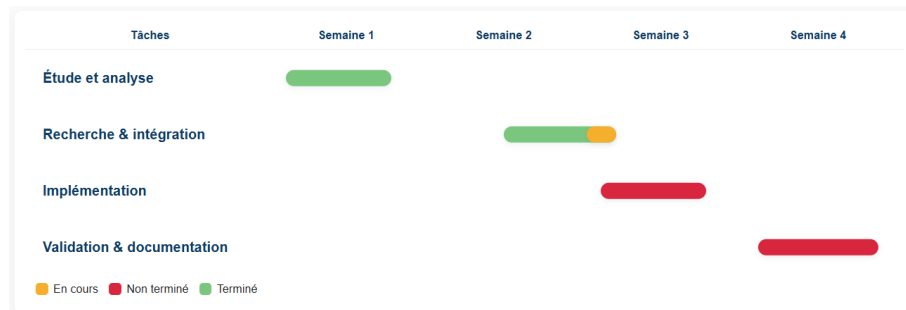 Tâches Semaine 1 Semaine 2 Semaine 3 Semaine 4
Étude et analyse
Recherche & intégration
Implémentation
Validation & documentation
En cours Non terminé Terminé